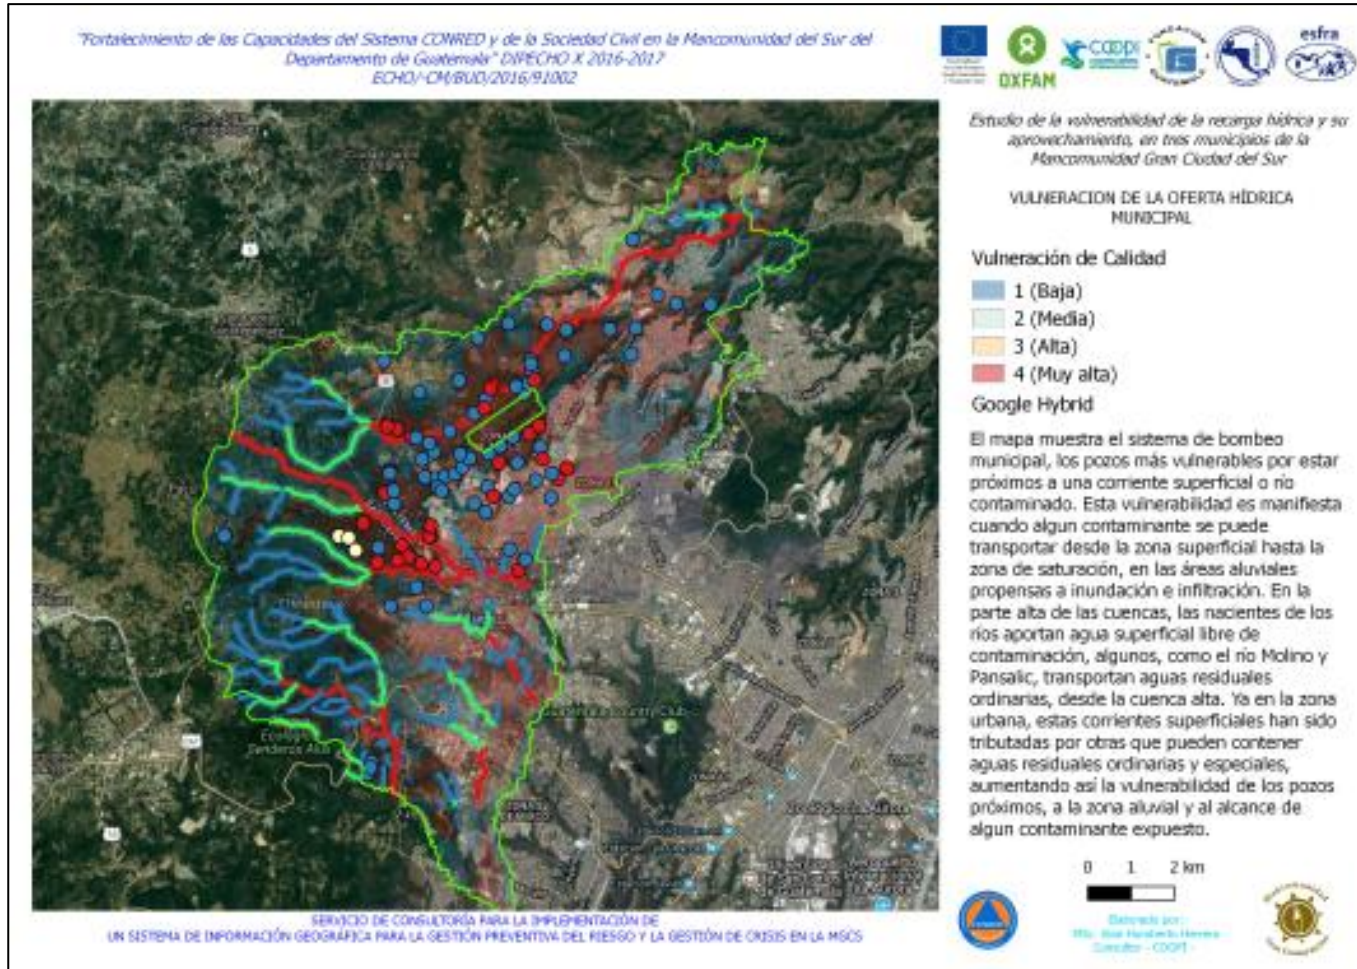 "Fortalecimiento de las Capacidades del Sistema CONRED y de la Sociedad Civil en la Mancomunidad del Sur del
Departamento de Guatemala" DIPECHO X 2016-2017
ECHO/-CM/BUD/2016/91002
OXFAM
coopi
esfra
Estudio de la vulnerabilidad de la recarga hídrica y su
aprovechamiento, en tres municipios de la
Mancomunidad Gran Ciudad del Sur
VULNERACION DE LA OFERTA HÍDRICA
MUNICIPAL
Vulneración de Calidad
1 (Baja)
2 (Media)
3 (Alta)
4 (Muy alta)
Google Hybrid
El mapa muestra el sistema de bombeo
municipal, los pozos más vulnerables por estar
próximos a una corriente superficial o río
contaminado. Esta vulnerabilidad es manifiesta
cuando algun contaminante se puede
transportar desde la zona superficial hasta la
zona de saturación, en las áreas aluviales
propensas a inundación e infiltración. En la
parte alta de las cuencas, las nacientes de los
ríos aportan agua superficial libre de
contaminación, algunos, como el río Molino y
Pansalic, transportan aguas residuales
ordinarias, desde la cuenca alta. Ya en la zona
urbana, estas corrientes superficiales han sido
tributadas por otras que pueden contener
aguas residuales ordinarias y especiales,
aumentando así la vulnerabilidad de los pozos
próximos, a la zona aluvial y al alcance de
algun contaminante expuesto.
0 1 2 km
Elaborado por:
Consultor - COOPI -
Country Club
Senderos Alux
SERVICIO DE CONSULTORÍA PARA LA IMPLEMENTACIÓN DE
UN SISTEMA DE INFORMACIÓN GEOGRÁFICA PARA LA GESTIÓN PREVENTIVA DEL RIESGO Y LA GESTIÓN DE CRISIS EN LA MGCS